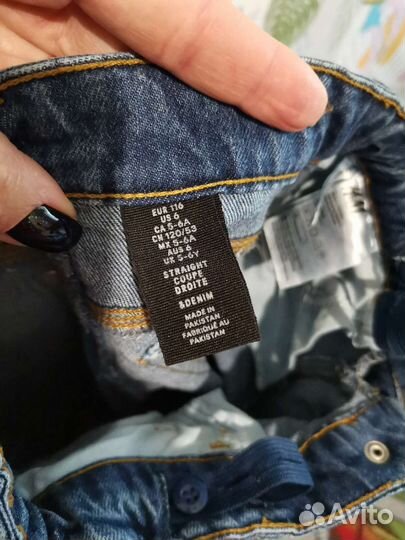 EUR 116
US 6
CA 5-6A
CN 120/53
MX 5-6A
AUS 6
UK 5-6Y
STRAIGHT
COUPE
DROITE
&DENIM
MADE IN
PAKISTAN
FABRIQUÉ AU
PAKISTAN
Avito